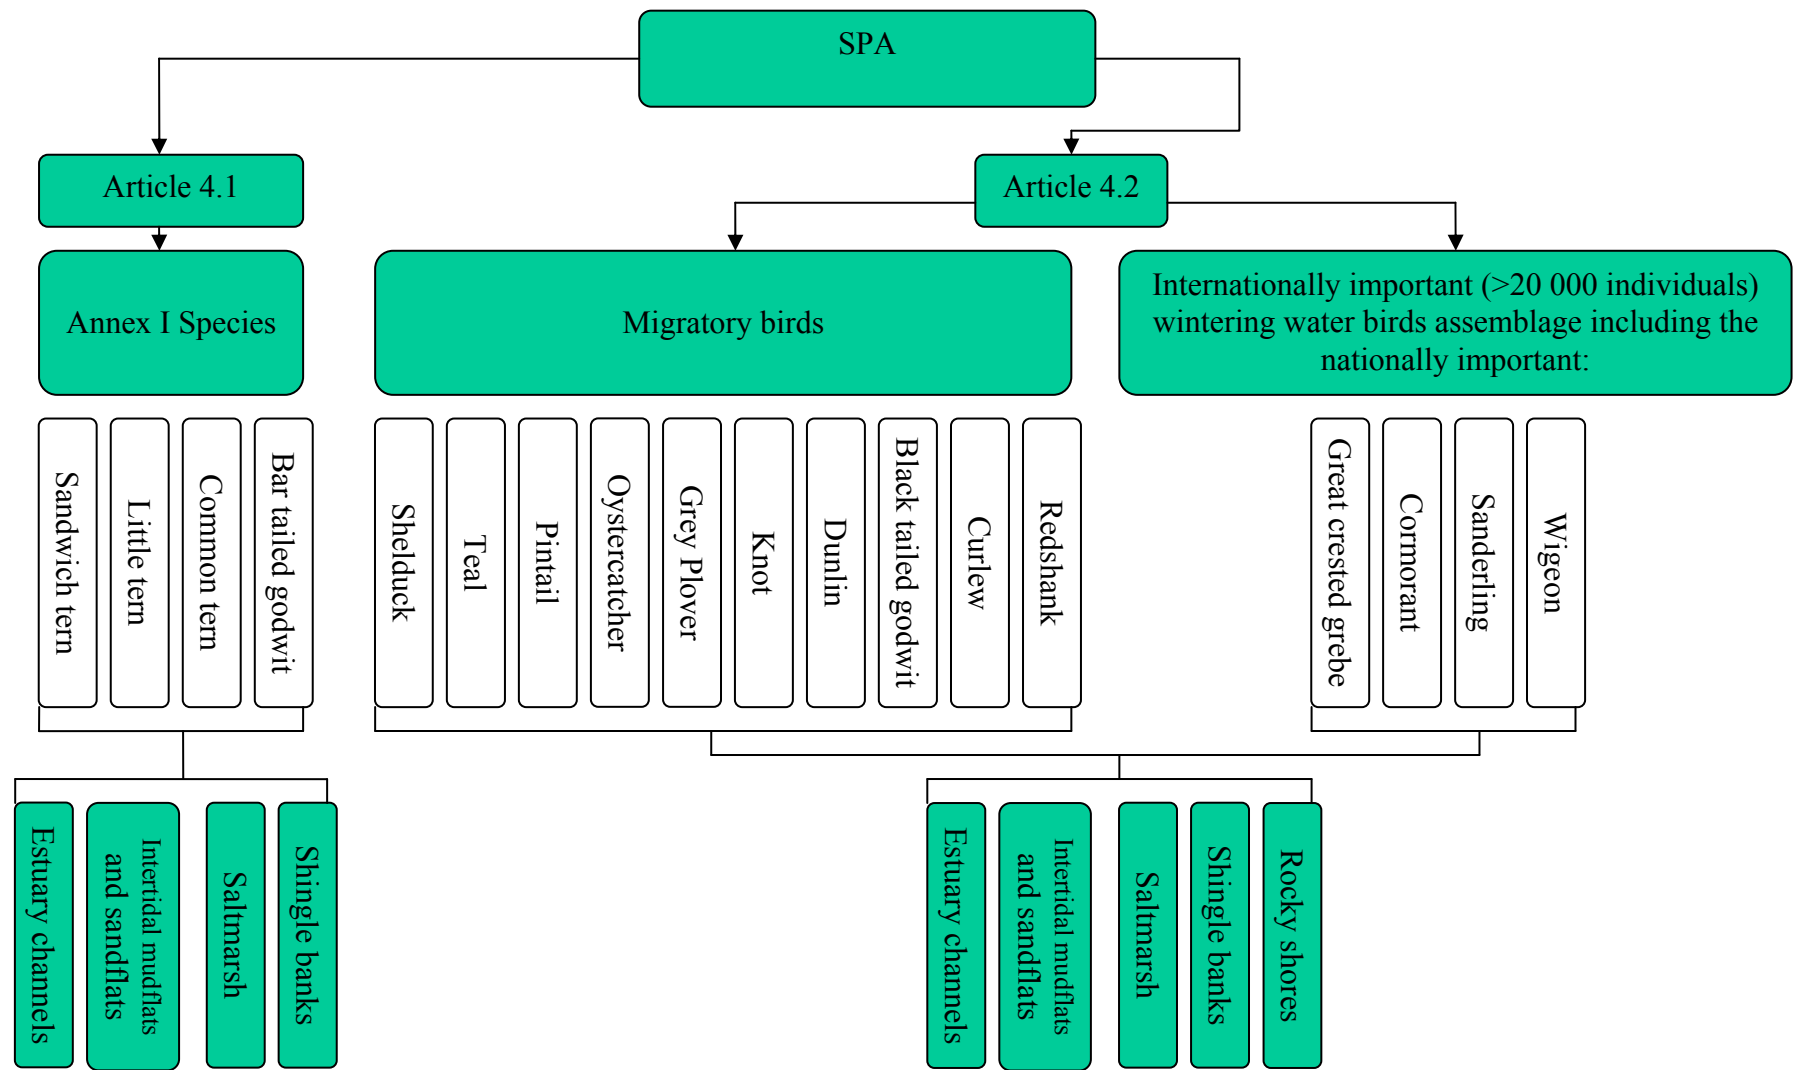 SPA
Article 4.1
Article 4.2
Annex I Species
Migratory birds
Internationally important (>20 000 individuals)
wintering water birds assemblage including the
nationally important:
Sandwich tern
Little tern
Common tern
Bar tailed godwit
Shelduck
Teal
Pintail
Oystercatcher
Grey Plover
Knot
Dunlin
Black tailed godwit
Curlew
Redshank
Great crested grebe
Cormorant
Sanderling
Wigeon
Estuary channels
Intertidal mudflats
and sandflats
Saltmarsh
Shingle banks
Estuary channels
Intertidal mudflats
and sandflats
Saltmarsh
Shingle banks
Rocky shores